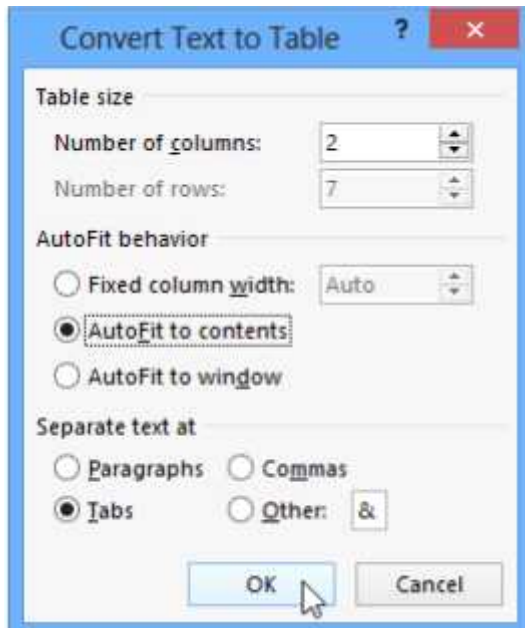 Convert Text to Table ? ×
Table size
Number of columns: 2
Number of rows: 7
AutoFit behavior
Fixed column width: Auto
AutoFit to contents
AutoFit to window
Separate text at
Paragraphs Commas
Tabs Other: &
OK Cancel